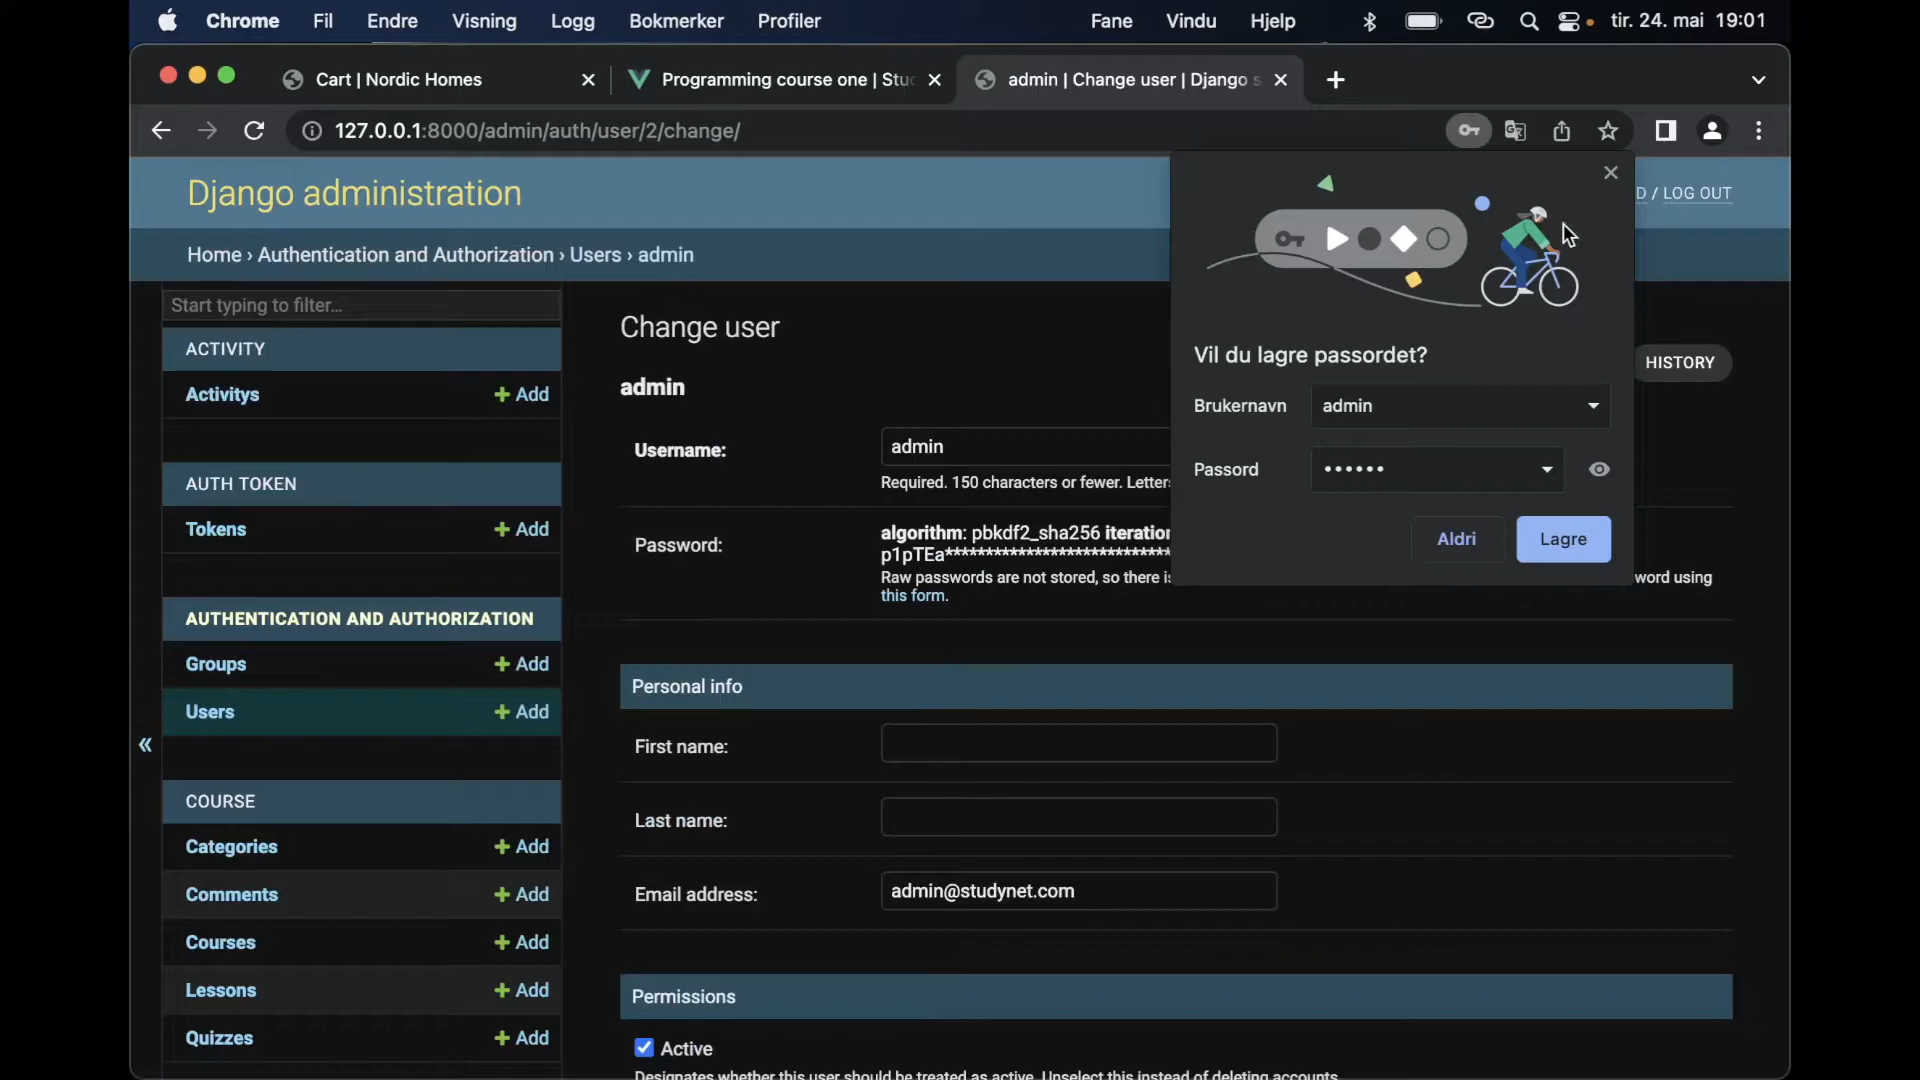 Chrome Fil Endre Visning Logg Bokmerker Profiler Fane Vindu Hjelp tir. 24. mai 19:01
Cart | Nordic Homes Programming course one | Stu admin | Change user | Django s
127.0.0.1:8000/admin/auth/user/2/change/
Django administration
D / LOG OUT
Home › Authentication and Authorization › Users › admin
Start typing to filter...
ACTIVITY
Activitys + Add
AUTH TOKEN
Tokens + Add
AUTHENTICATION AND AUTHORIZATION
Groups + Add
Users + Add
«
COURSE
Categories + Add
Comments + Add
Courses + Add
Lessons + Add
Quizzes + Add
Change user
HISTORY
admin
Username: admin
Required. 150 characters or fewer. Letters
Password: algorithm: pbkdf2_sha256 iteration
p1pTEa****************************
Raw passwords are not stored, so there is word using
this form.
Vil du lagre passordet?
Brukernavn admin
Passord ••••••
Aldri Lagre
Personal info
First name:
Last name:
Email address: admin@studynet.com
Permissions
Active
Designates whether this user should be treated as active. Unselect this instead of deleting accounts.